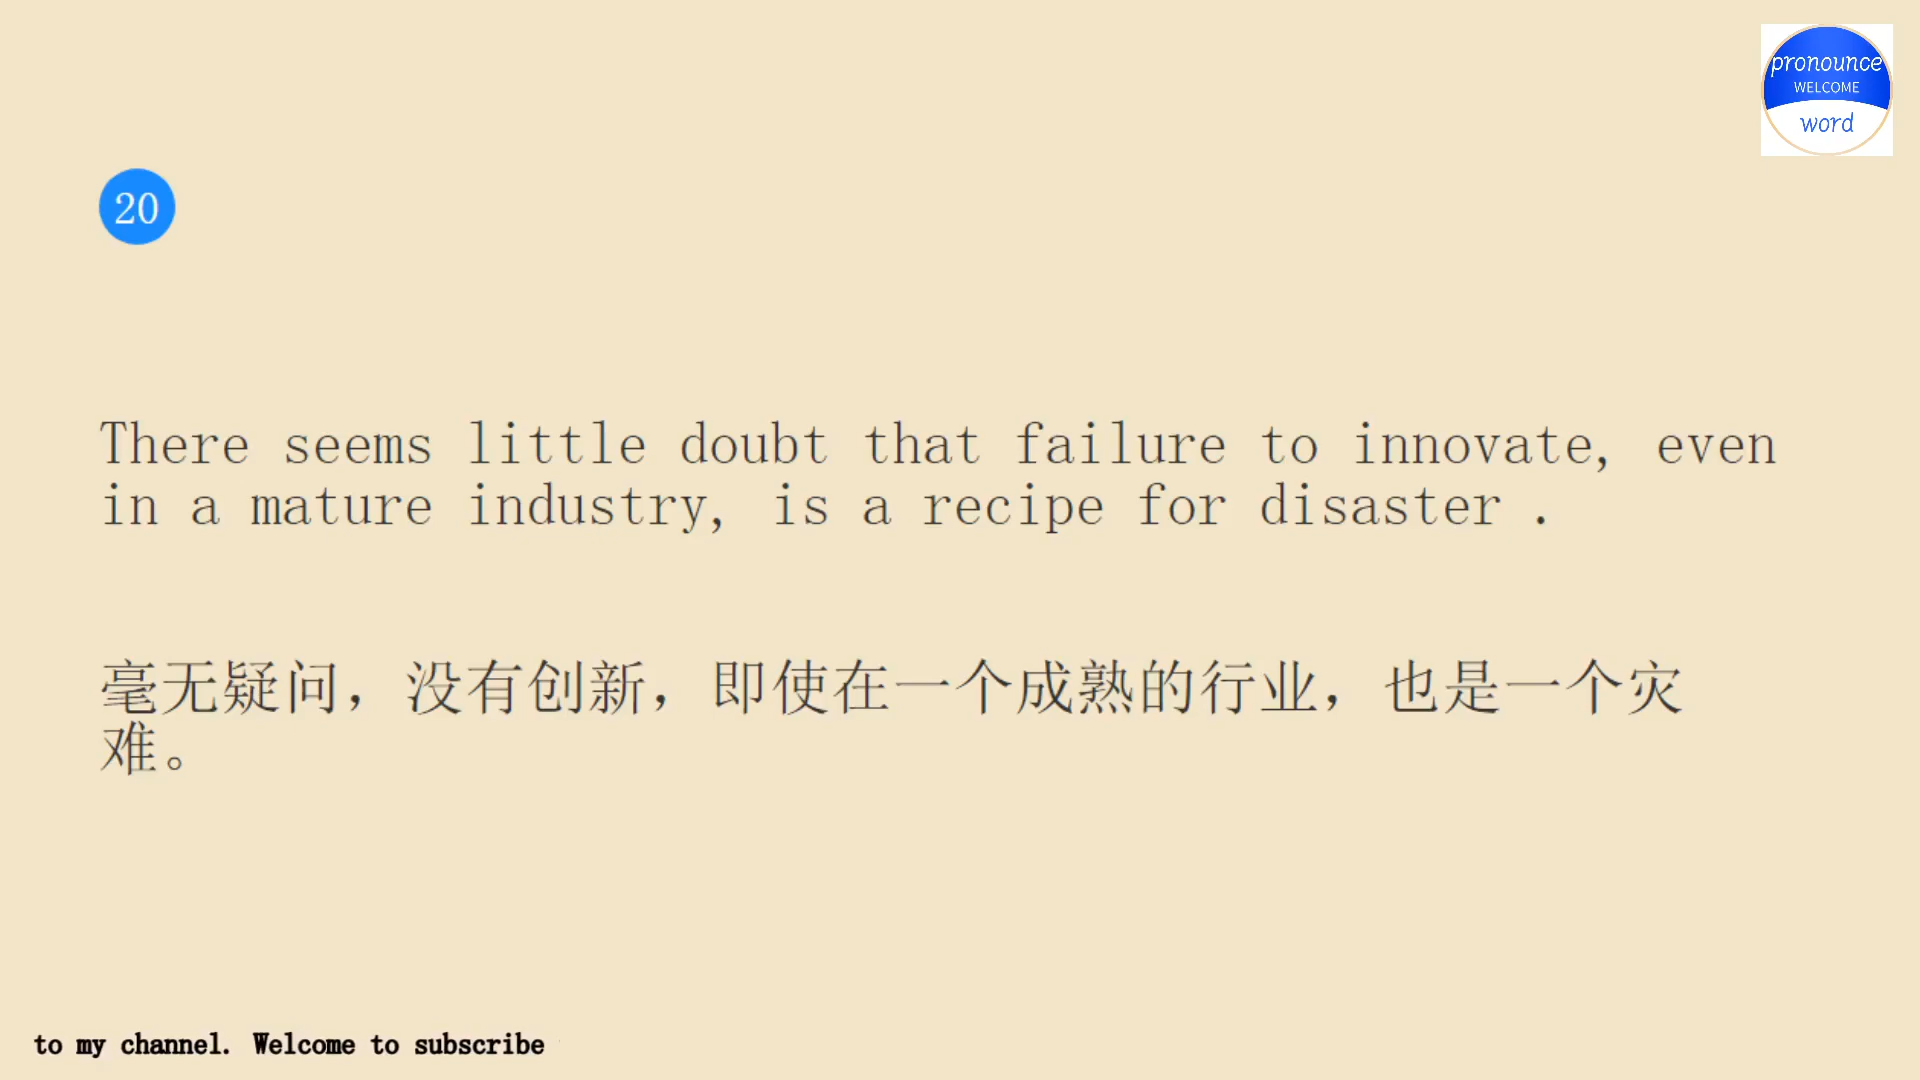 pronounce
WELCOME
word
20
There seems little doubt that failure to innovate, even
in a mature industry, is a recipe for disaster .
毫无疑问，没有创新，即使在一个成熟的行业，也是一个灾
难。
to my channel. Welcome to subscribe